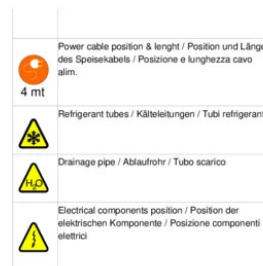 Power cable position & lenght / Position und Länge
des Speisekabels / Posizione e lunghezza cavo
alim.
4 mt
Refrigerant tubes / Kälteleitungen / Tubi refrigerant
Drainage pipe / Ablaufrohr / Tubo scarico
H2O
Electrical components position / Position der
elektrischen Komponente / Posizione componenti
elettrici